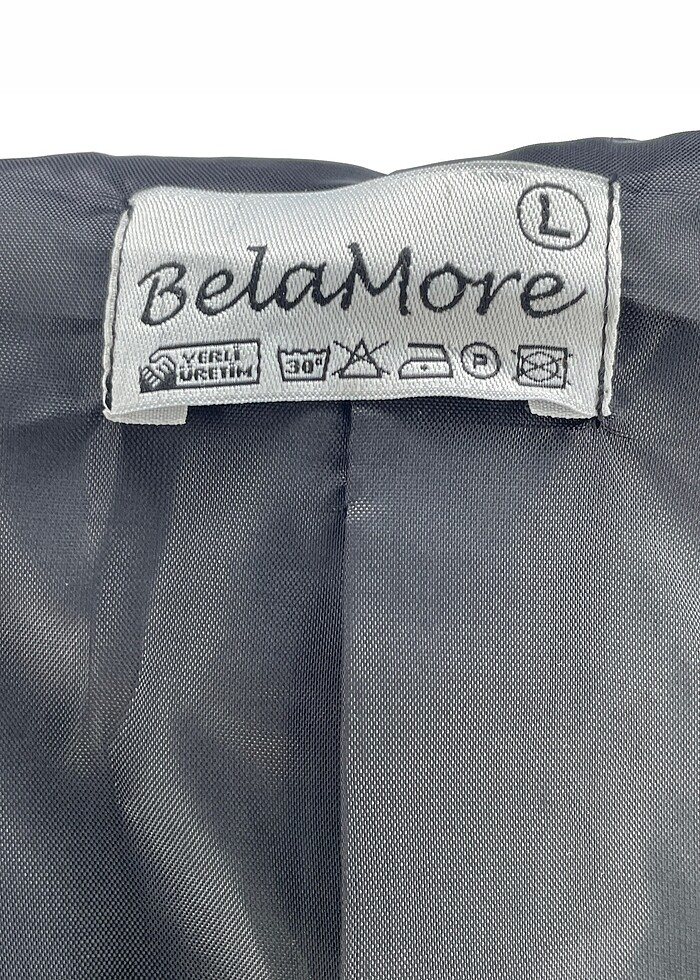 L
BelaMore
YERLİ
ÜRETİM
30°
P